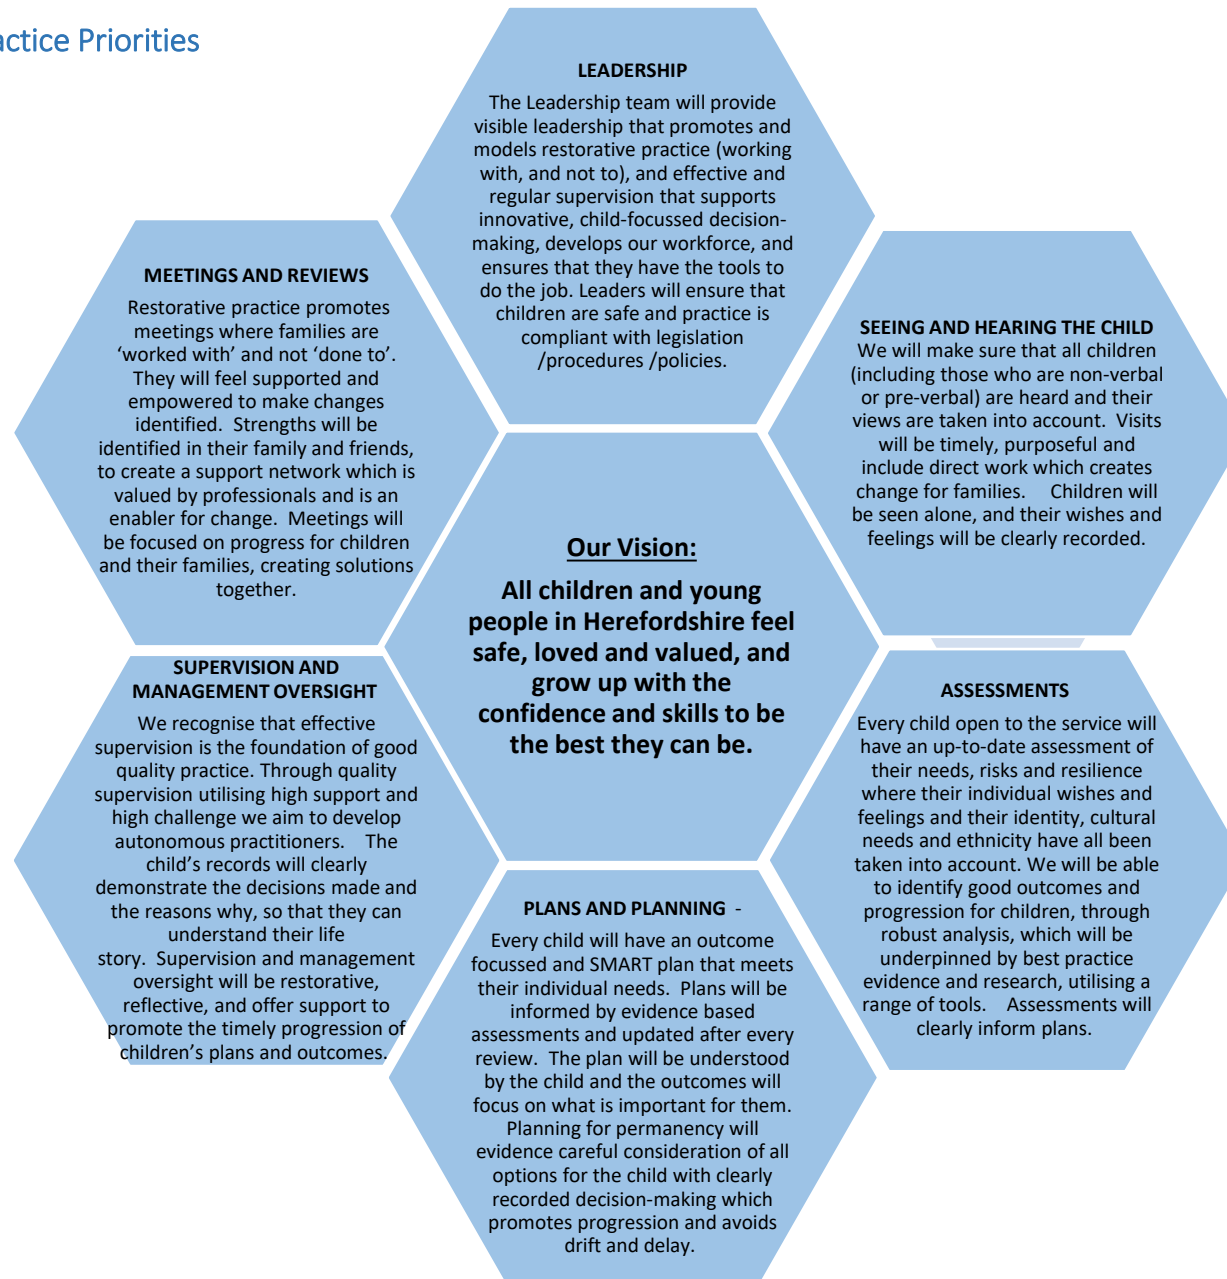 actice Priorities
LEADERSHIP
The Leadership team will provide
visible leadership that promotes and
models restorative practice (working
with, and not to), and effective and
regular supervision that supports
innovative, child-focussed decision-
making, develops our workforce, and
ensures that they have the tools to
do the job. Leaders will ensure that
children are safe and practice is
compliant with legislation
/procedures /policies.
MEETINGS AND REVIEWS
Restorative practice promotes
meetings where families are
‘worked with’ and not ‘done to’.
They will feel supported and
empowered to make changes
identified.  Strengths will be
identified in their family and friends,
to create a support network which is
valued by professionals and is an
enabler for change.  Meetings will
be focused on progress for children
and their families, creating solutions
together.
SEEING AND HEARING THE CHILD
We will make sure that all children
(including those who are non-verbal
or pre-verbal) are heard and their
views are taken into account.  Visits
will be timely, purposeful and
include direct work which creates
change for families.    Children will
be seen alone, and their wishes and
feelings will be clearly recorded.
Our Vision:
All children and young
people in Herefordshire feel
safe, loved and valued, and
grow up with the
confidence and skills to be
the best they can be.
SUPERVISION AND
MANAGEMENT OVERSIGHT
We recognise that effective
supervision is the foundation of good
quality practice. Through quality
supervision utilising high support and
high challenge we aim to develop
autonomous practitioners.    The
child’s records will clearly
demonstrate the decisions made and
the reasons why, so that they can
understand their life
story.  Supervision and management
oversight will be restorative,
reflective, and offer support to
promote the timely progression of
children’s plans and outcomes.
ASSESSMENTS
Every child open to the service will
have an up-to-date assessment of
their needs, risks and resilience
where their individual wishes and
feelings and their identity, cultural
needs and ethnicity have all been
taken into account. We will be able
to identify good outcomes and
progression for children, through
robust analysis, which will be
underpinned by best practice
evidence and research, utilising a
range of tools.    Assessments will
clearly inform plans.
PLANS AND PLANNING  -
Every child will have an outcome
focussed and SMART plan that meets
their individual needs.  Plans will be
informed by evidence based
assessments and updated after every
review.  The plan will be understood
by the child and the outcomes will
focus on what is important for them.
Planning for permanency will
evidence careful consideration of all
options for the child with clearly
recorded decision-making which
promotes progression and avoids
drift and delay.